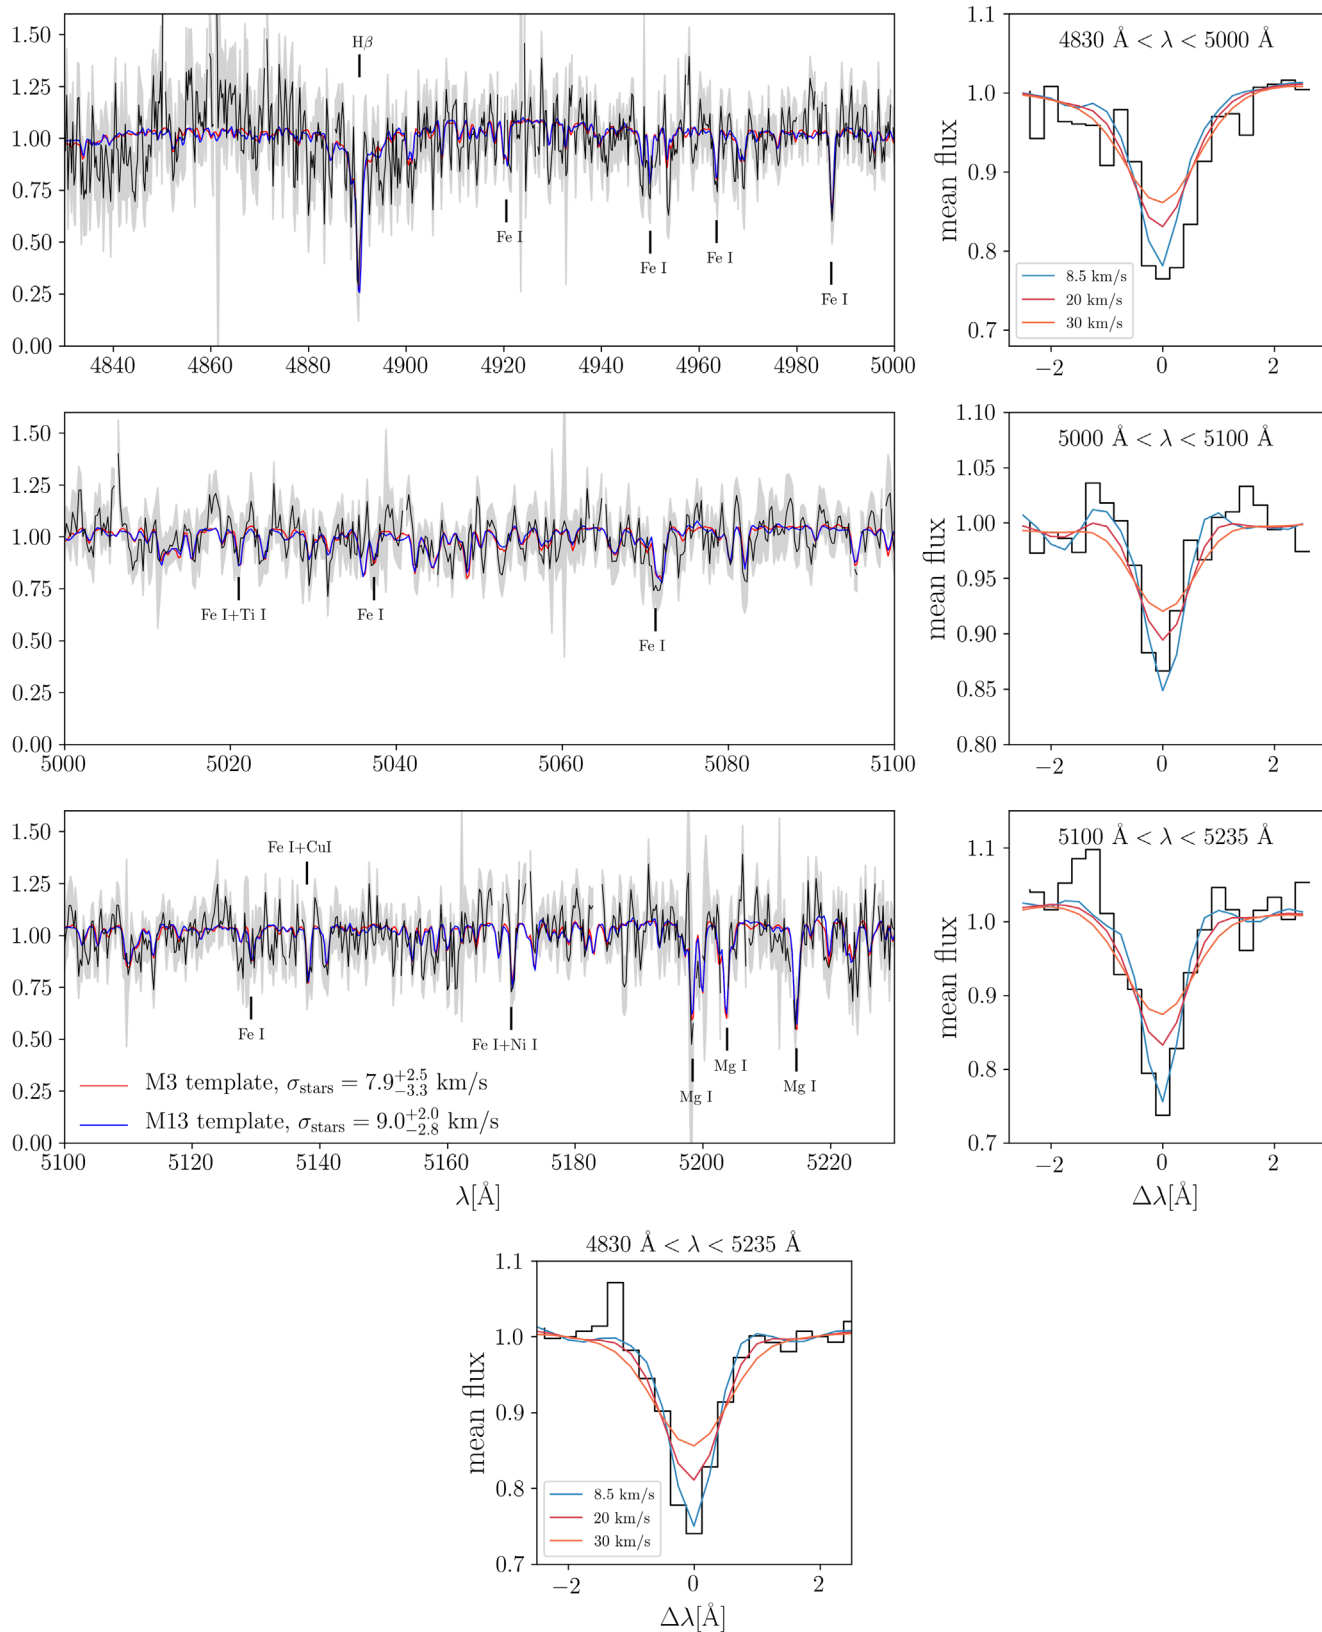 1.50
1.25
1.00
0.75
0.50
0.25
0.00
Hβ
Fe I
Fe I
Fe I
Fe I
4840 4860 4880 4900 4920 4940 4960 4980 5000
4830 Å < λ < 5000 Å
1.1
1.0
0.9
0.8
0.7
mean flux
8.5 km/s
20 km/s
30 km/s
−2 0 2
1.50
1.25
1.00
0.75
0.50
0.25
0.00
Fe I+Ti I
Fe I
Fe I
5000 5020 5040 5060 5080 5100
5000 Å < λ < 5100 Å
1.10
1.05
1.00
0.95
0.90
0.85
0.80
mean flux
−2 0 2
1.50
1.25
1.00
0.75
0.50
0.25
0.00
Fe I+CuI
Fe I
Fe I+Ni I
Mg I
Mg I
Mg I
M3 template, σ_stars = 7.9^{+2.5}_{−3.3} km/s
M13 template, σ_stars = 9.0^{+2.0}_{−2.8} km/s
5100 5120 5140 5160 5180 5200 5220
λ[Å]
5100 Å < λ < 5235 Å
1.1
1.0
0.9
0.8
0.7
mean flux
−2 0 2
Δλ[Å]
4830 Å < λ < 5235 Å
1.1
1.0
0.9
0.8
0.7
mean flux
8.5 km/s
20 km/s
30 km/s
−2 0 2
Δλ[Å]